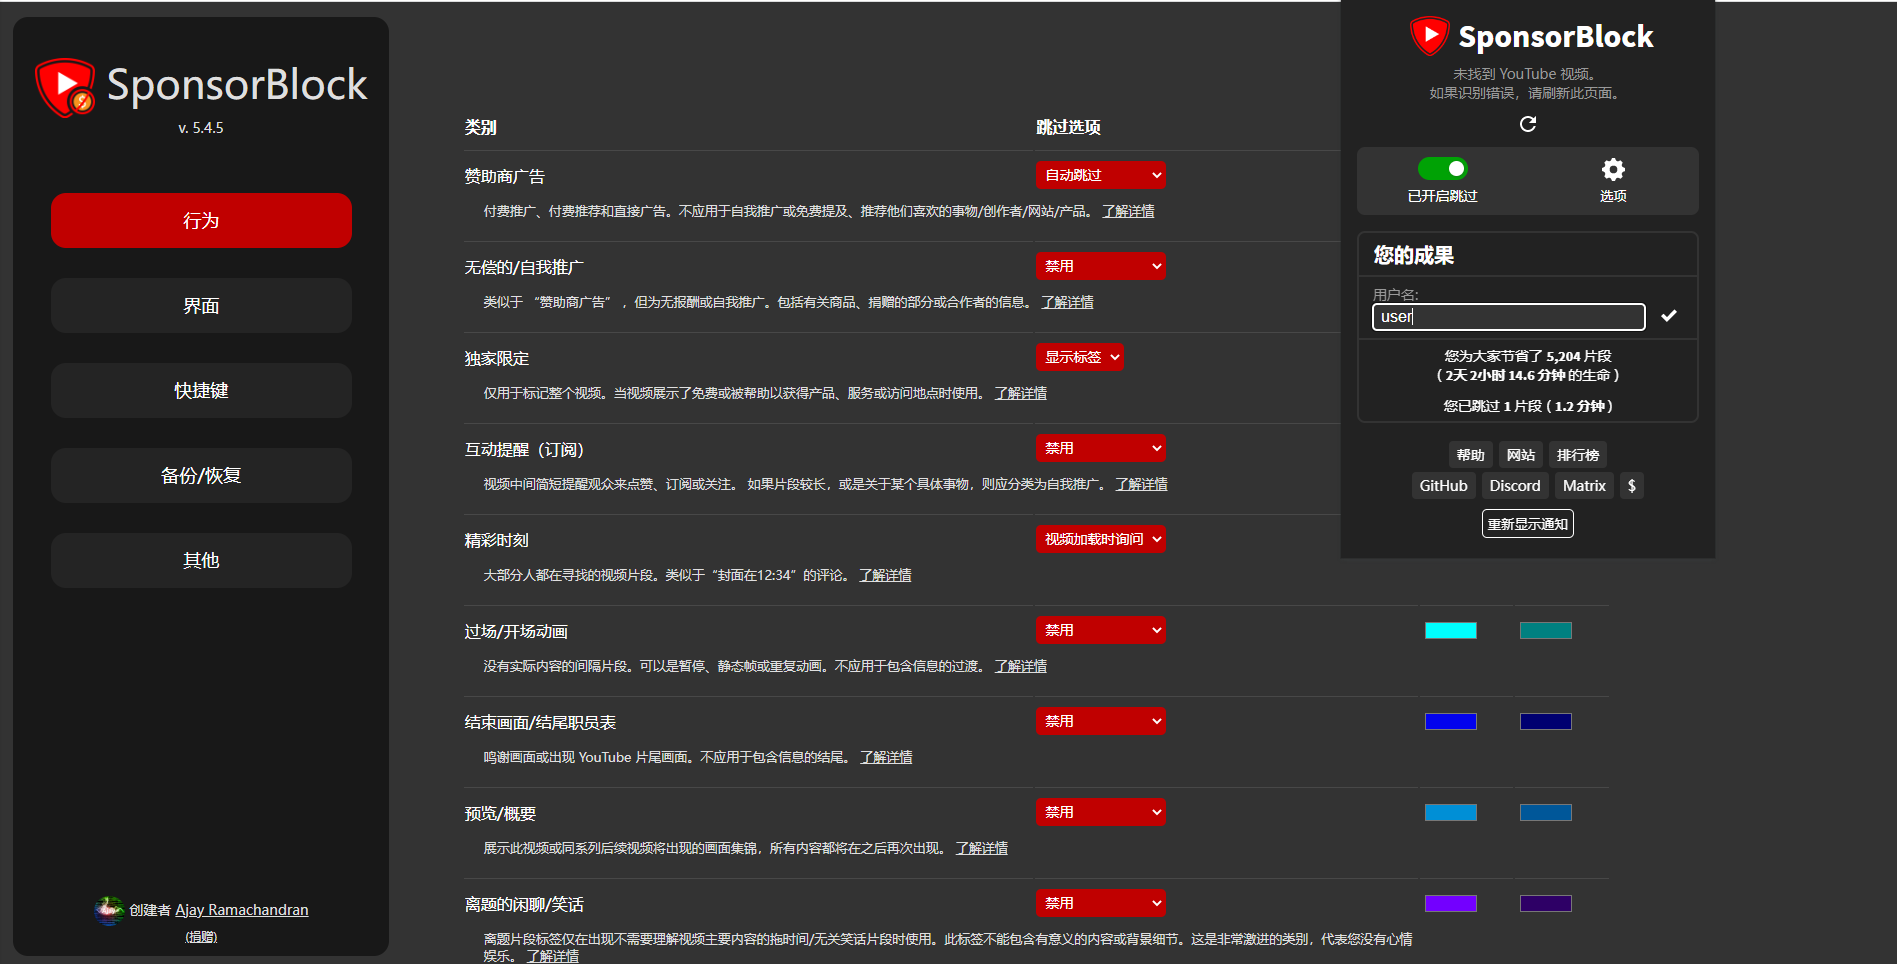 SponsorBlock
v. 5.4.5
行为
界面
快捷键
备份/恢复
其他
创建者 Ajay Ramachandran
(捐赠)
类别 跳过选项
赞助商广告 自动跳过
付费推广、付费推荐和直接广告。不应用于自我推广或免费提及、推荐他们喜欢的事物/创作者/网站/产品。 了解详情
无偿的/自我推广 禁用
类似于 “赞助商广告” ，但为无报酬或自我推广。包括有关商品、捐赠的部分或合作者的信息。 了解详情
独家限定 显示标签
仅用于标记整个视频。当视频展示了免费或被帮助以获得产品、服务或访问地点时使用。 了解详情
互动提醒（订阅） 禁用
视频中间简短提醒观众来点赞、订阅或关注。 如果片段较长，或是关于某个具体事物，则应分类为自我推广。 了解详情
精彩时刻 视频加载时询问
大部分人都在寻找的视频片段。类似于“封面在12:34”的评论。 了解详情
过场/开场动画 禁用
没有实际内容的间隔片段。可以是暂停、静态帧或重复动画。不应用于包含信息的过渡。 了解详情
结束画面/结尾职员表 禁用
鸣谢画面或出现 YouTube 片尾画面。不应用于包含信息的结尾。 了解详情
预览/概要 禁用
展示此视频或同系列后续视频将出现的画面集锦，所有内容都将在之后再次出现。 了解详情
离题的闲聊/笑话 禁用
离题片段标签仅在出现不需要理解视频主要内容的拖时间/无关笑话片段时使用。此标签不能包含有意义的内容或背景细节。这是非常激进的类别，代表您没有心情
娱乐。 了解详情
SponsorBlock
未找到 YouTube 视频。
如果识别错误，请刷新此页面。
已开启跳过 选项
您的成果
用户名:
user
您为大家节省了 5,204 片段
( 2天 2小时 14.6 分钟 的生命 )
您已跳过 1 片段 ( 1.2 分钟 )
帮助 网站 排行榜
GitHub Discord Matrix $
重新显示通知